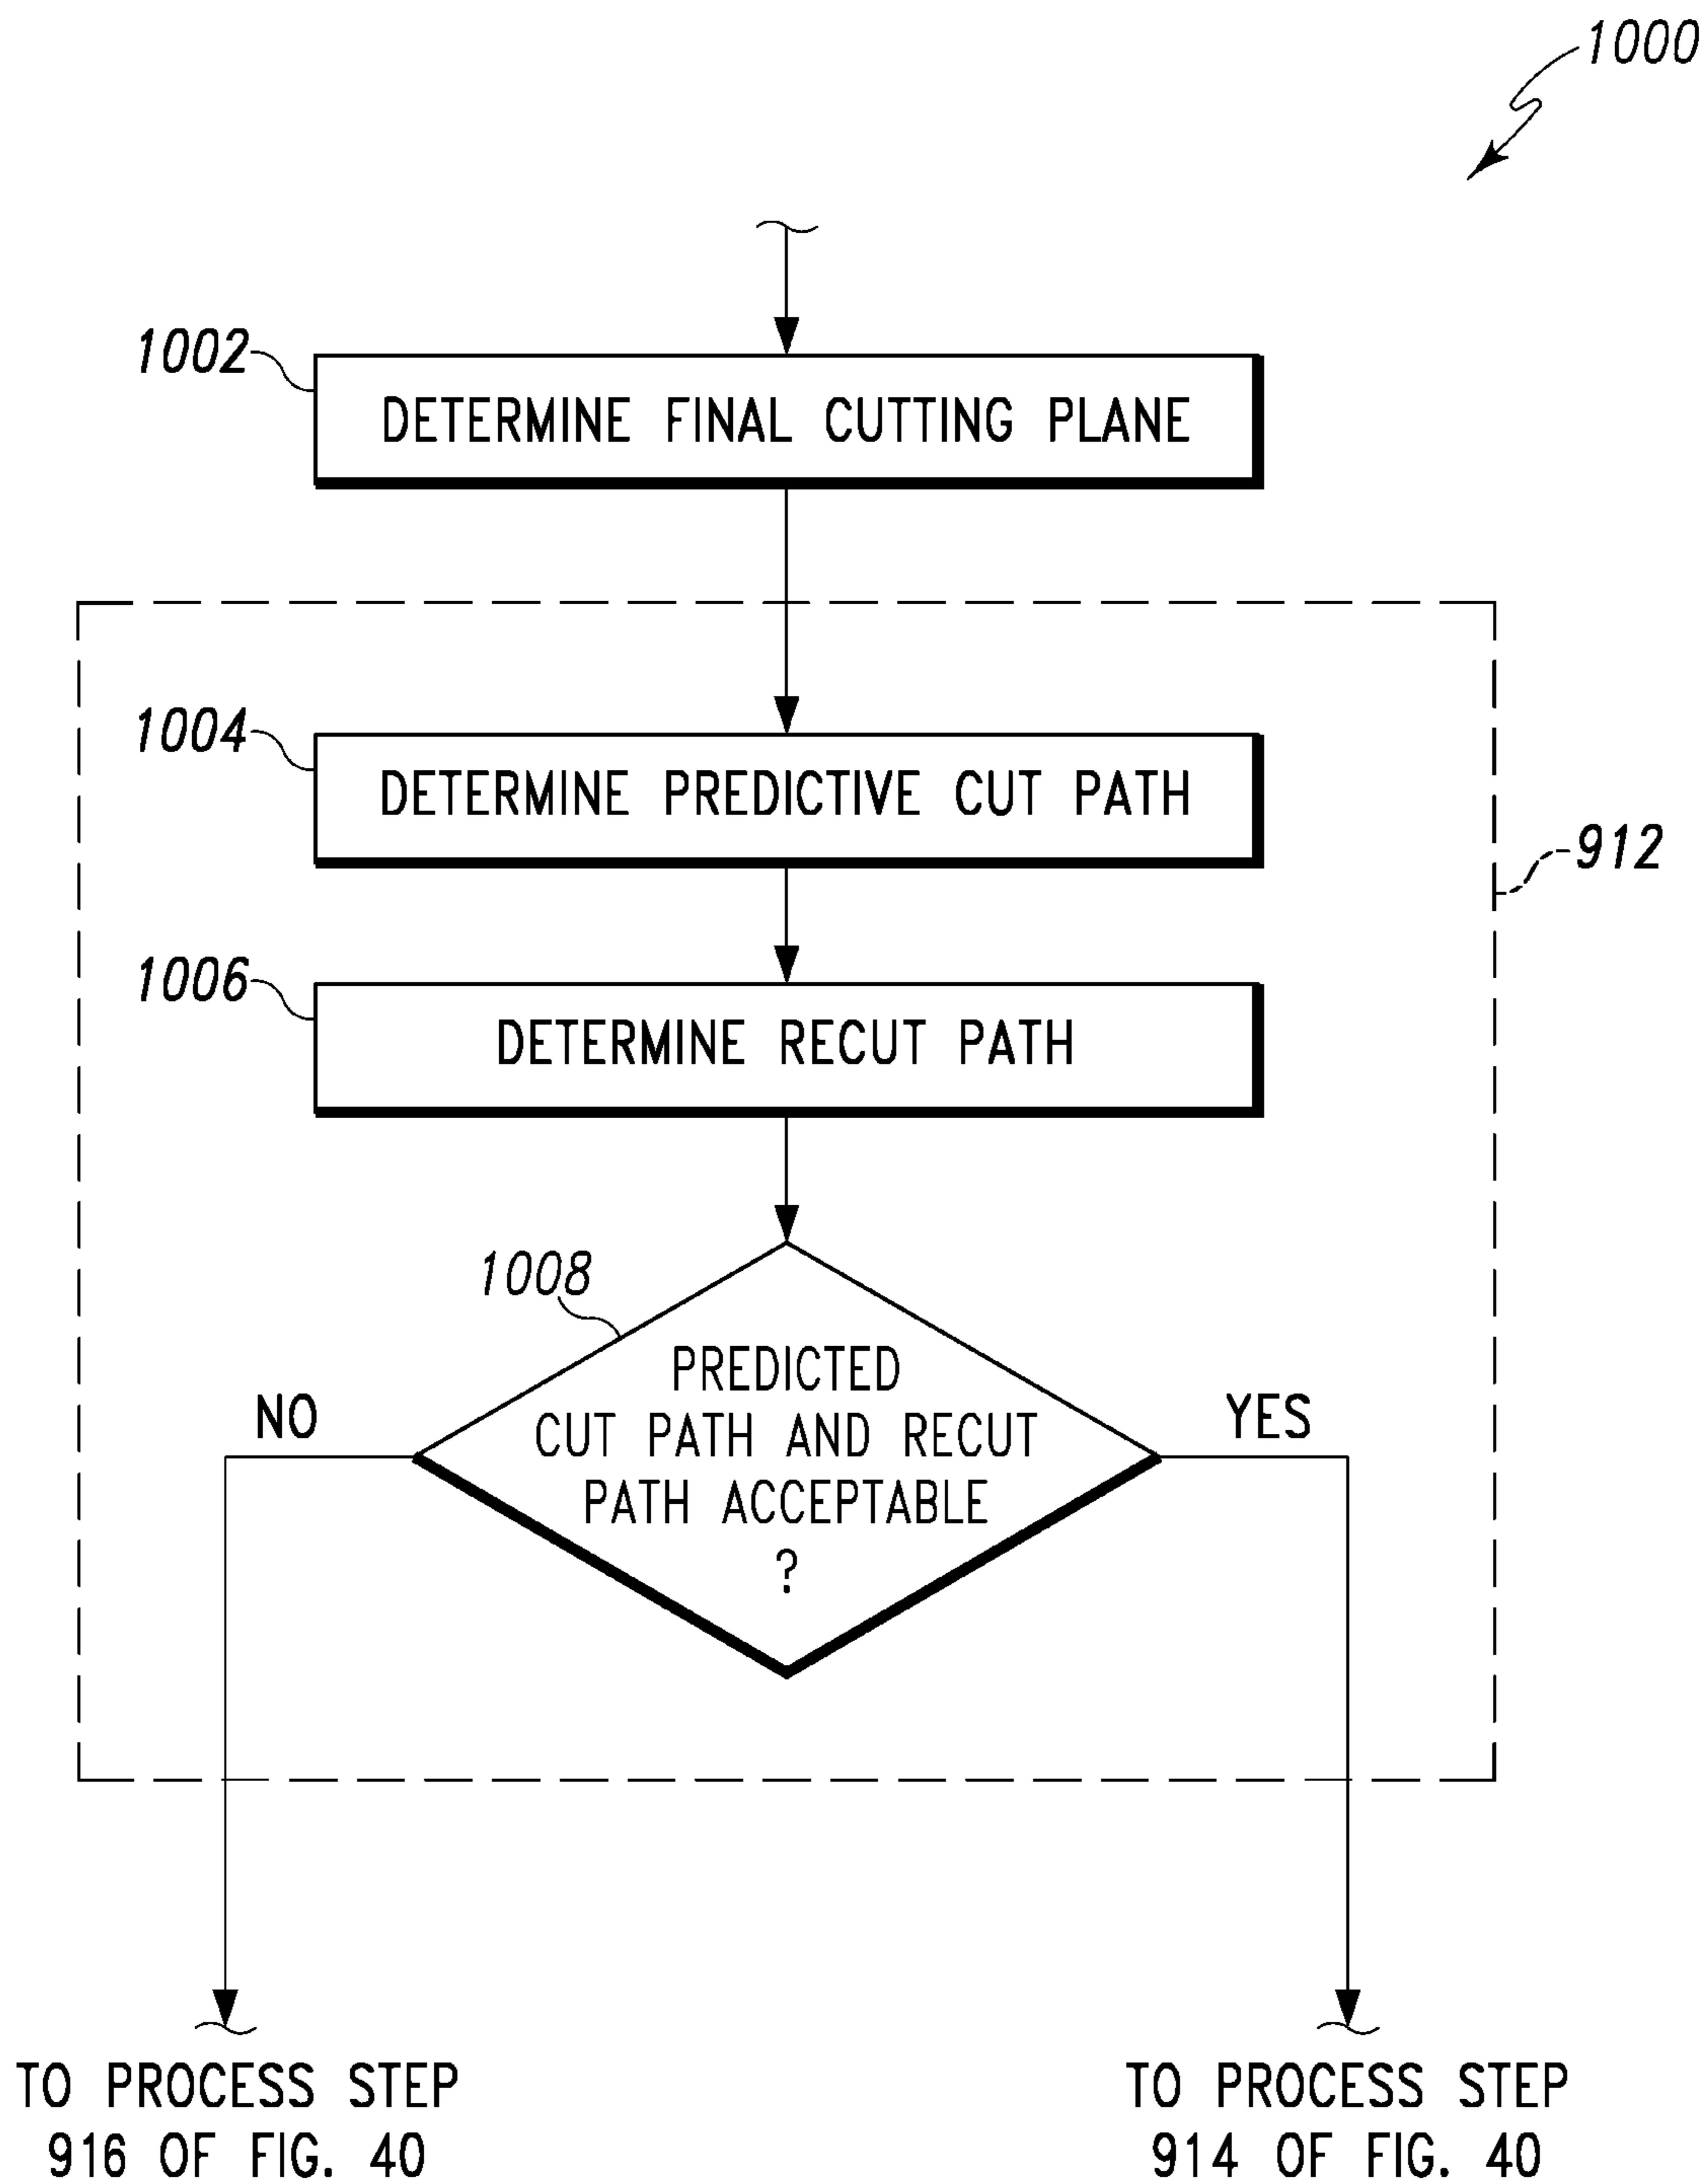 1000
1002
DETERMINE FINAL CUTTING PLANE
1004
DETERMINE PREDICTIVE CUT PATH
912
1006
DETERMINE RECUT PATH
1008
PREDICTED
CUT PATH AND RECUT
PATH ACCEPTABLE
?
NO
YES
TO PROCESS STEP
916 OF FIG. 40
TO PROCESS STEP
914 OF FIG. 40